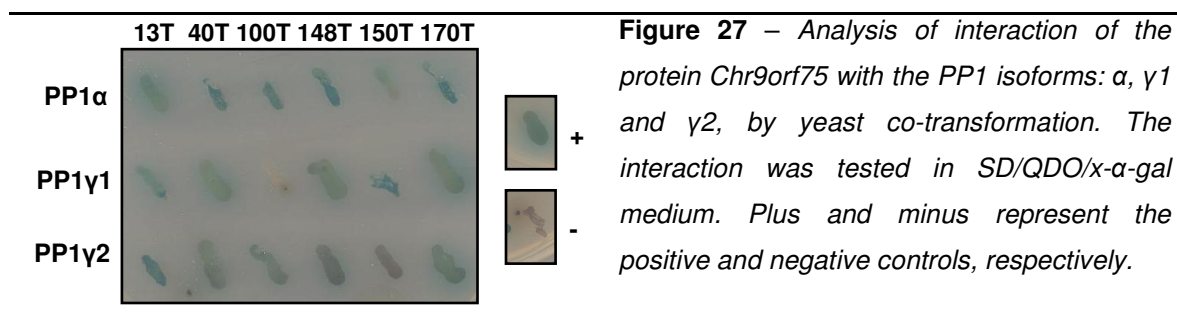 13T 40T 100T 148T 150T 170T
PP1α
PP1γ1
PP1γ2
+
-
Figure 27 – Analysis of interaction of the
protein Chr9orf75 with the PP1 isoforms: α, γ1
and γ2, by yeast co-transformation. The
interaction was tested in SD/QDO/x-α-gal
medium. Plus and minus represent the
positive and negative controls, respectively.